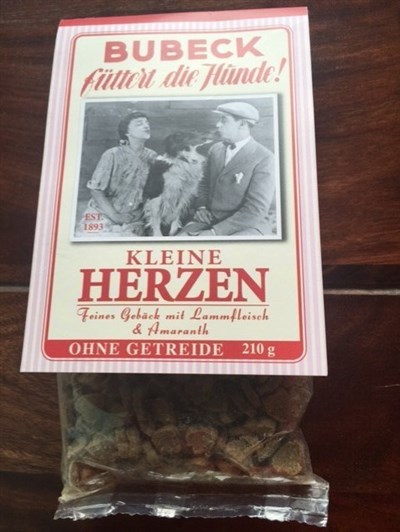 BUBECK
füttert die Hunde!
EST.
1893
KLEINE
HERZEN
Feines Gebäck mit Lammfleisch
& Amaranth
OHNE GETREIDE 210 g